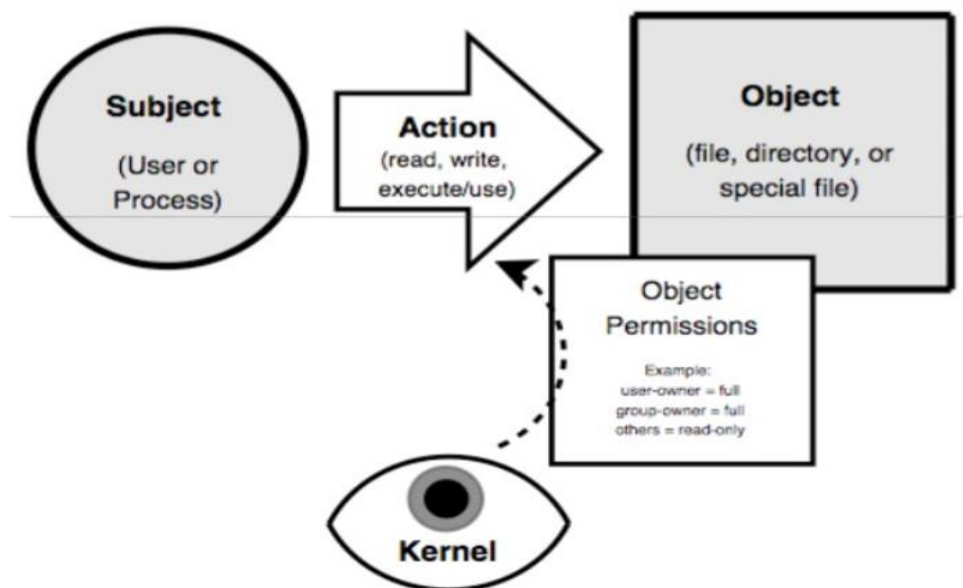 Subject
(User or
Process)
Action
(read, write,
execute/use)
Object
(file, directory, or
special file)
Object
Permissions
Example:
user-owner = full
group-owner = full
others = read-only
Kernel